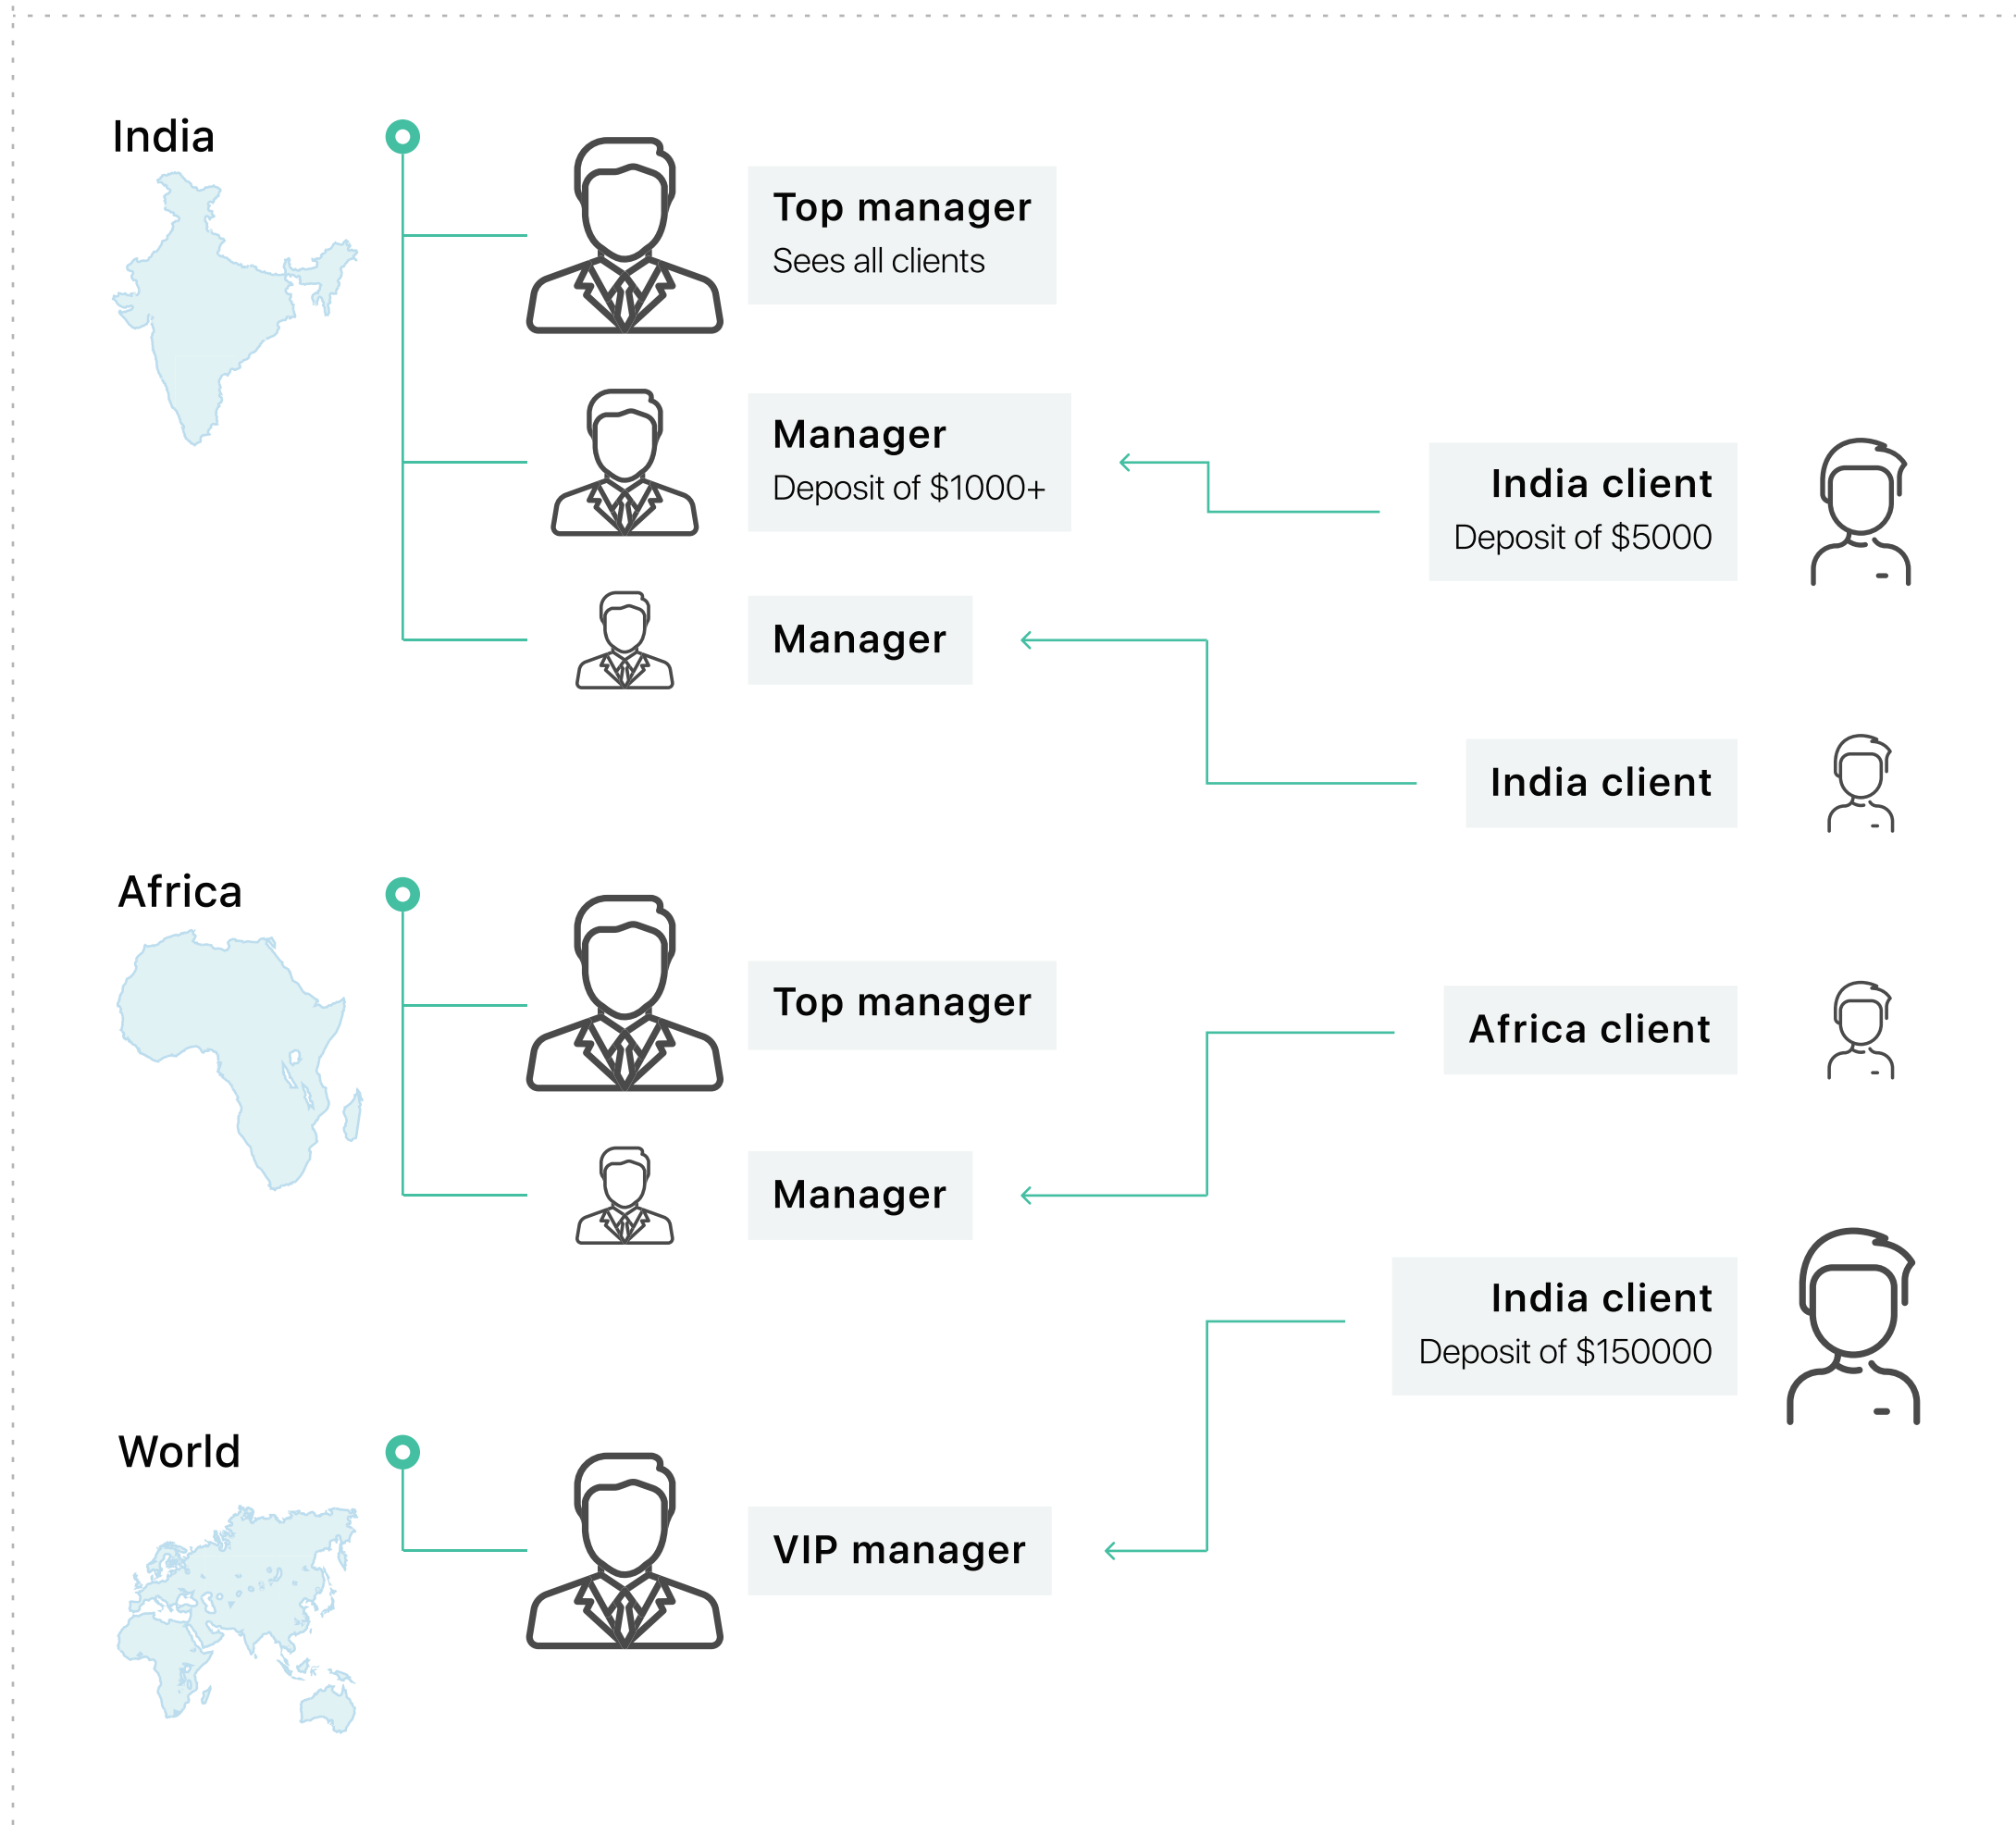 India
Top manager
Sees all clients
Manager
Deposit of $1000+
India client
Deposit of $5000
Manager
India client
Africa
Top manager
Africa client
Manager
India client
Deposit of $150000
World
VIP manager